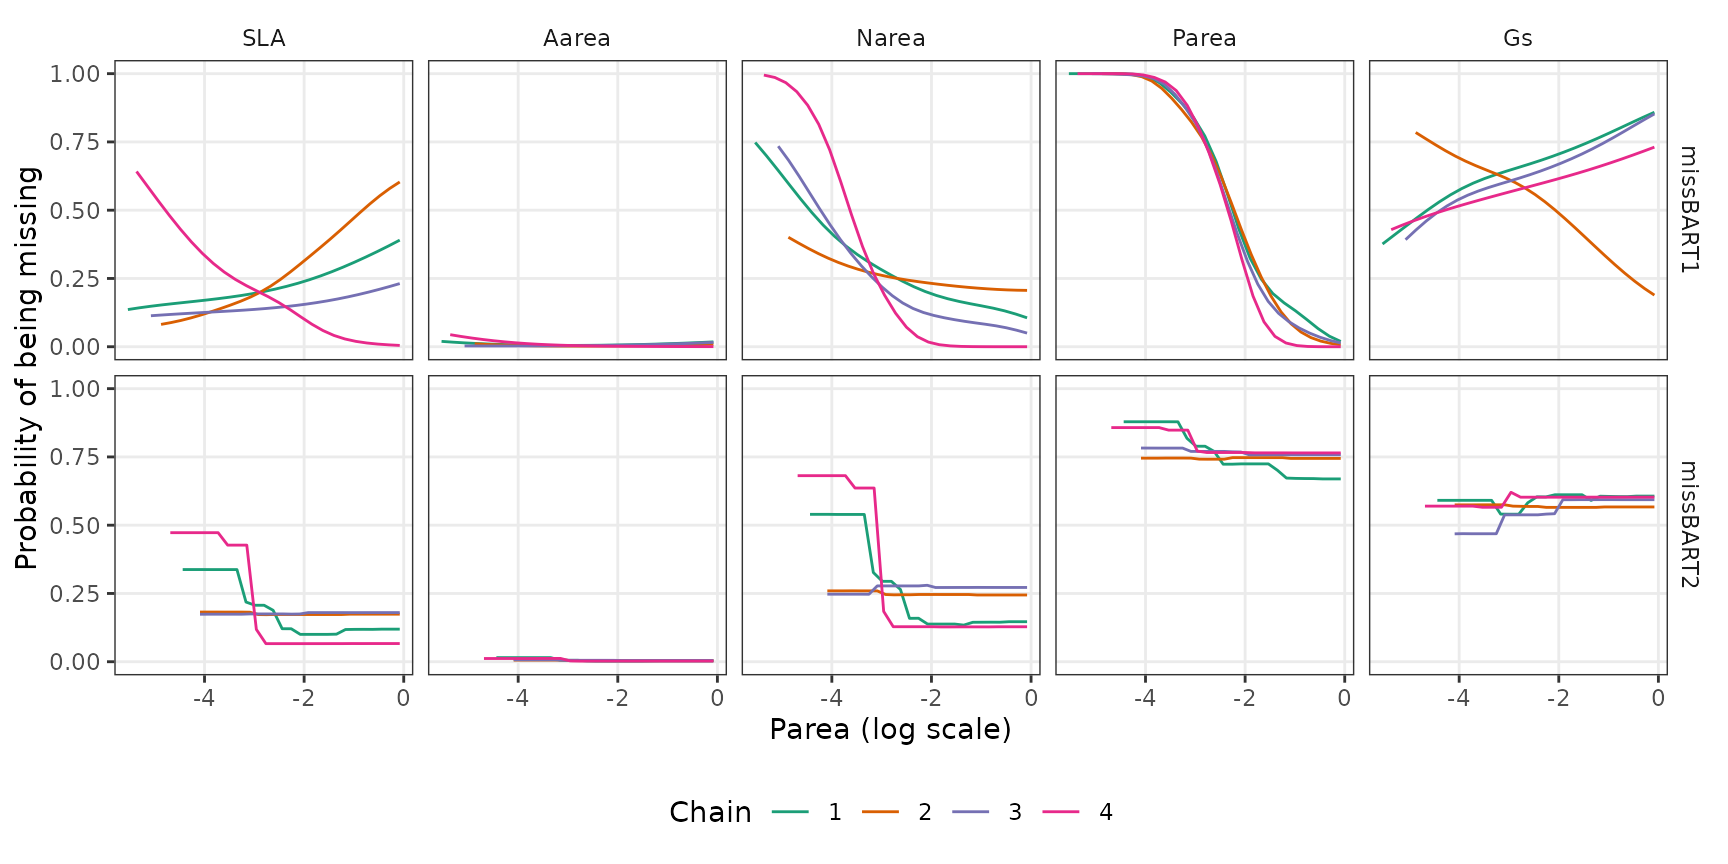 SLA Aarea Narea Parea Gs
1.00
0.75
0.50
0.25
0.00
missBART1
Probability of being missing
1.00
0.75
0.50
0.25
0.00
missBART2
-4 -2 0 -4 -2 0 -4 -2 0 -4 -2 0 -4 -2 0
Parea (log scale)
Chain 1 2 3 4